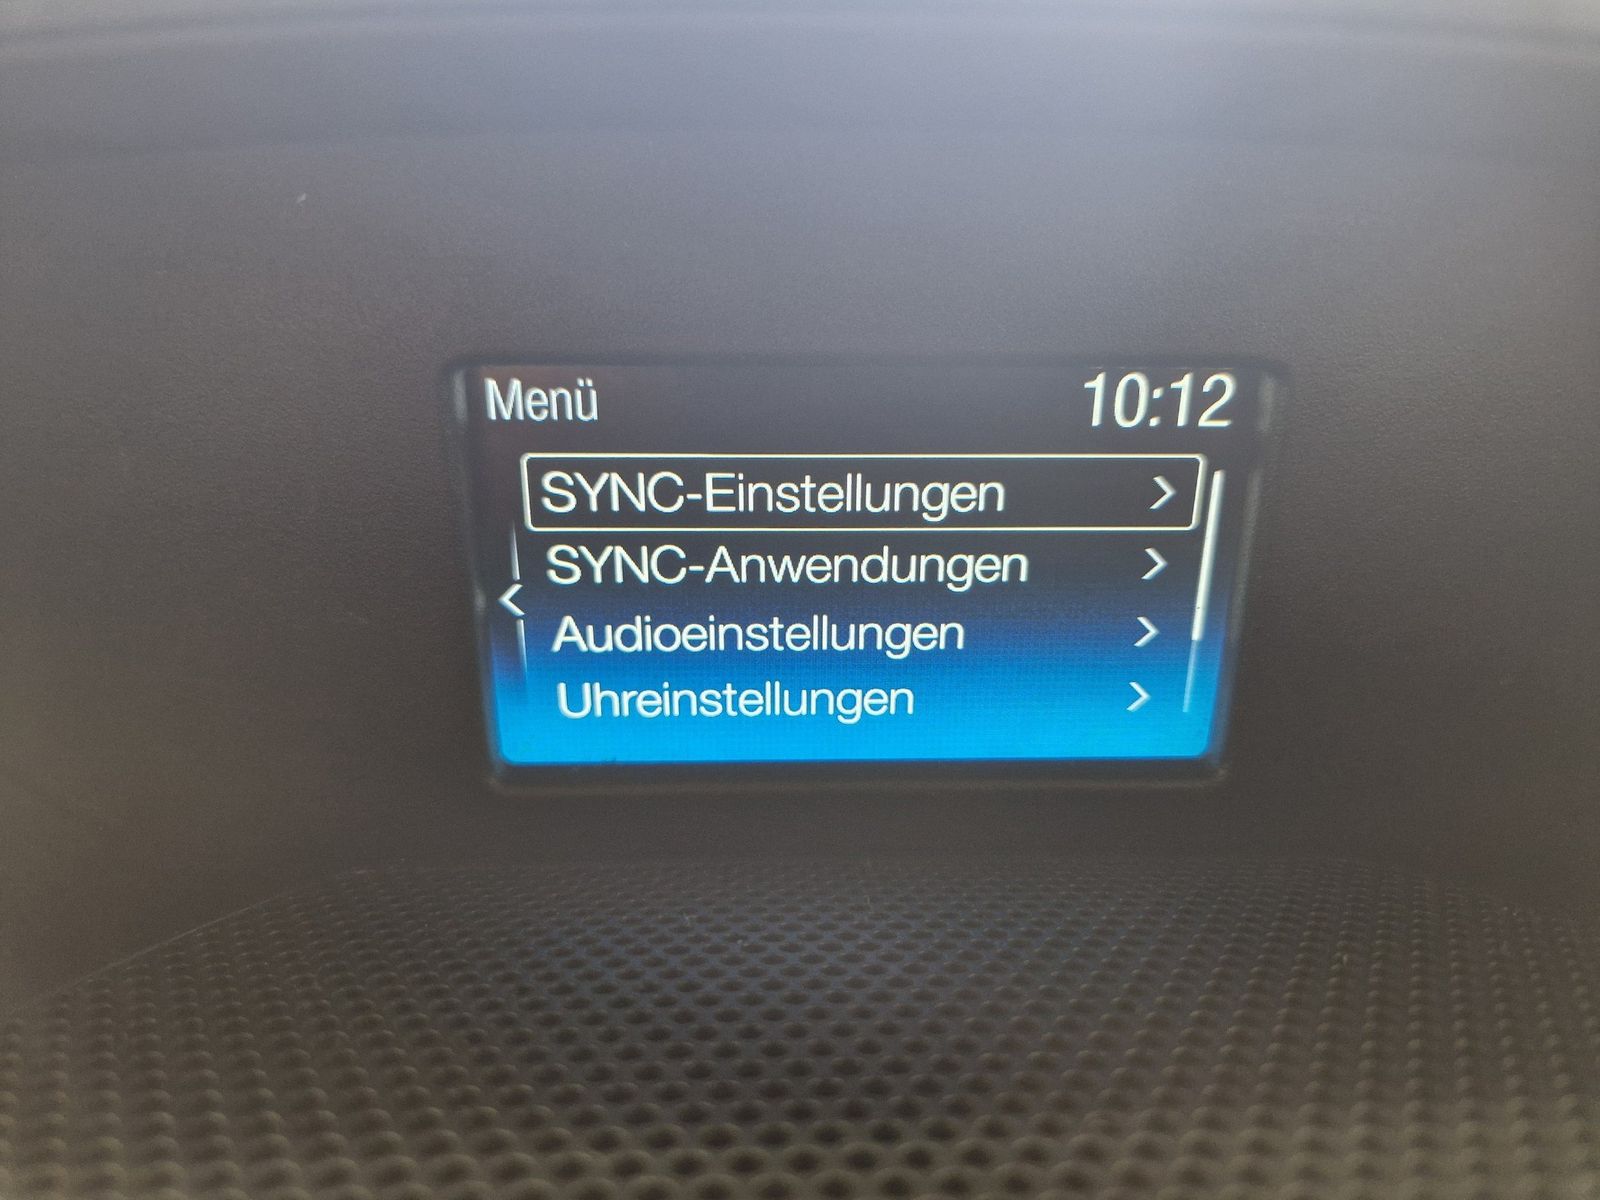 Menü 10:12
SYNC-Einstellungen
SYNC-Anwendungen
Audioeinstellungen
Uhreinstellungen